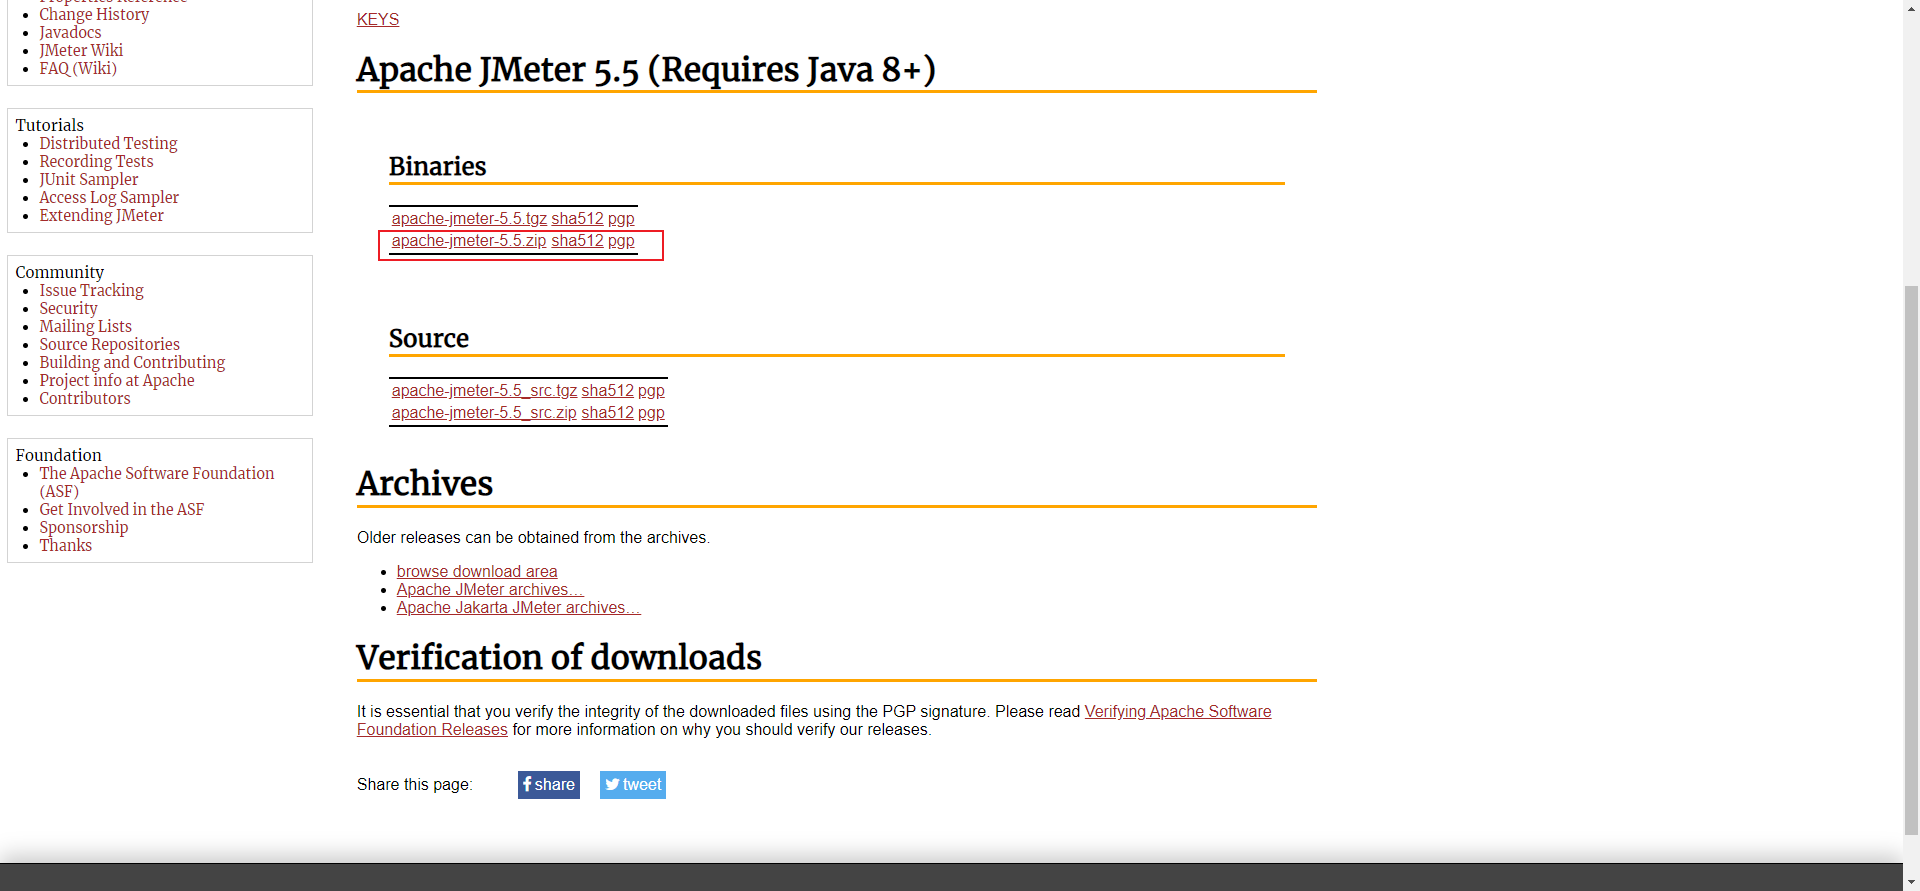 Properties Reference
Change History
Javadocs
JMeter Wiki
FAQ (Wiki)
Tutorials
Distributed Testing
Recording Tests
JUnit Sampler
Access Log Sampler
Extending JMeter
Community
Issue Tracking
Security
Mailing Lists
Source Repositories
Building and Contributing
Project info at Apache
Contributors
Foundation
The Apache Software Foundation
(ASF)
Get Involved in the ASF
Sponsorship
Thanks
KEYS
Apache JMeter 5.5 (Requires Java 8+)
Binaries
apache-jmeter-5.5.tgz sha512 pgp
apache-jmeter-5.5.zip sha512 pgp
Source
apache-jmeter-5.5_src.tgz sha512 pgp
apache-jmeter-5.5_src.zip sha512 pgp
Archives
Older releases can be obtained from the archives.
browse download area
Apache JMeter archives…
Apache Jakarta JMeter archives…
Verification of downloads
It is essential that you verify the integrity of the downloaded files using the PGP signature. Please read Verifying Apache Software
Foundation Releases for more information on why you should verify our releases.
Share this page: share tweet